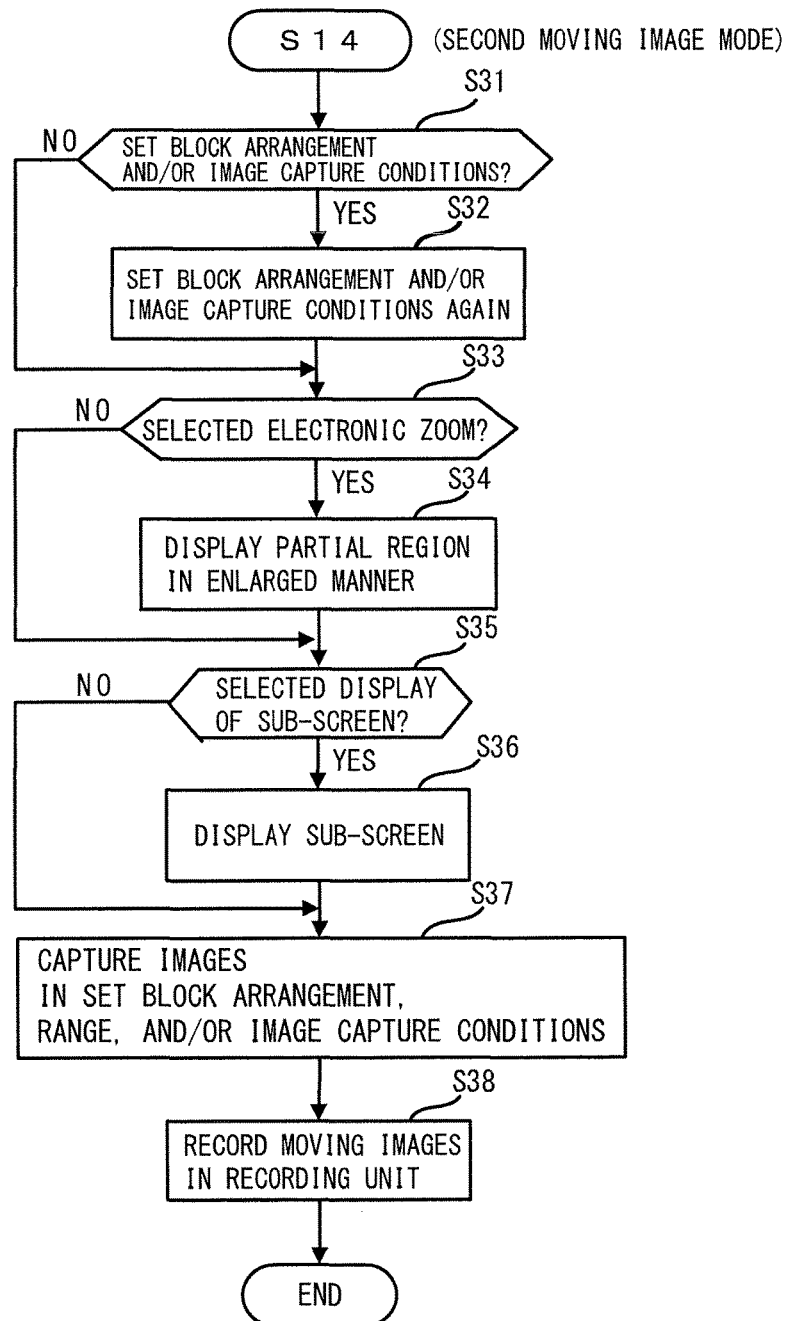 S14 (SECOND MOVING IMAGE MODE)
S31
NO
SET BLOCK ARRANGEMENT
AND/OR IMAGE CAPTURE CONDITIONS?
YES
S32
SET BLOCK ARRANGEMENT AND/OR
IMAGE CAPTURE CONDITIONS AGAIN
S33
NO
SELECTED ELECTRONIC ZOOM?
YES
S34
DISPLAY PARTIAL REGION
IN ENLARGED MANNER
S35
NO
SELECTED DISPLAY
OF SUB-SCREEN?
YES
S36
DISPLAY SUB-SCREEN
S37
CAPTURE IMAGES
IN SET BLOCK ARRANGEMENT,
RANGE, AND/OR IMAGE CAPTURE CONDITIONS
S38
RECORD MOVING IMAGES
IN RECORDING UNIT
END